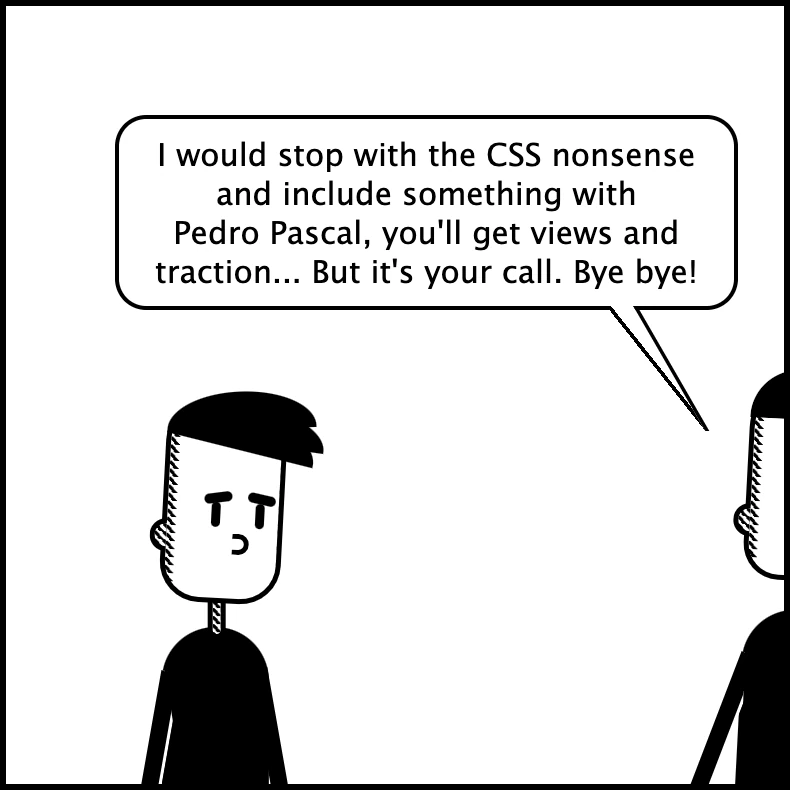 I would stop with the CSS nonsense
and include something with
Pedro Pascal, you'll get views and
traction... But it's your call. Bye bye!